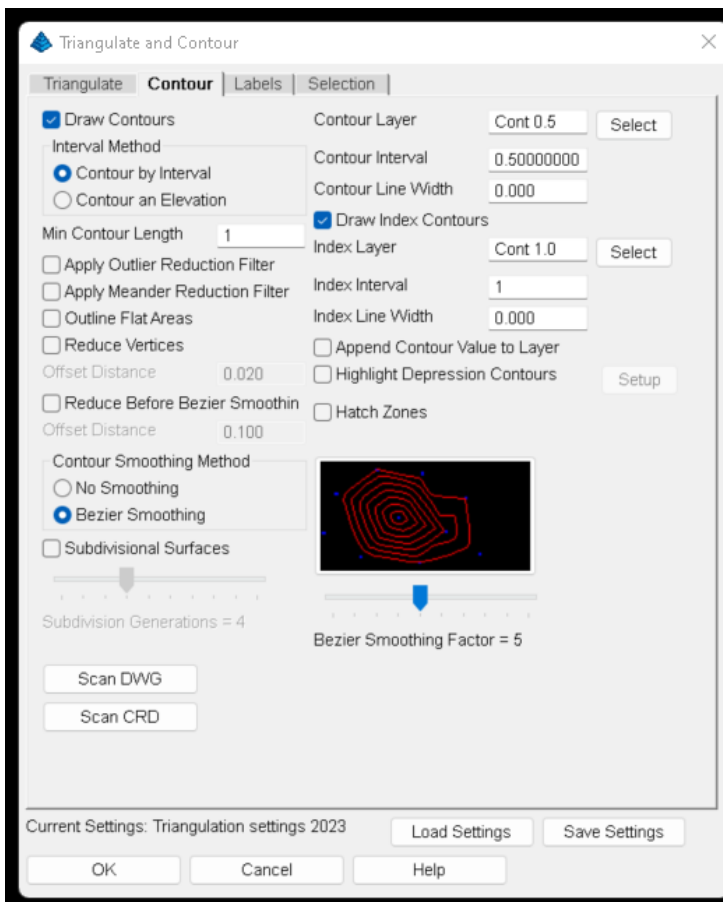 Triangulate and Contour
Triangulate Contour Labels Selection
Draw Contours
Interval Method
Contour by Interval
Contour an Elevation
Min Contour Length 1
Apply Outlier Reduction Filter
Apply Meander Reduction Filter
Outline Flat Areas
Reduce Vertices
Offset Distance 0.020
Reduce Before Bezier Smoothin
Offset Distance 0.100
Contour Smoothing Method
No Smoothing
Bezier Smoothing
Subdivisional Surfaces
Subdivision Generations = 4
Scan DWG
Scan CRD
Contour Layer Cont 0.5 Select
Contour Interval 0.50000000
Contour Line Width 0.000
Draw Index Contours
Index Layer Cont 1.0 Select
Index Interval 1
Index Line Width 0.000
Append Contour Value to Layer
Highlight Depression Contours Setup
Hatch Zones
Bezier Smoothing Factor = 5
Current Settings: Triangulation settings 2023 Load Settings Save Settings
OK Cancel Help